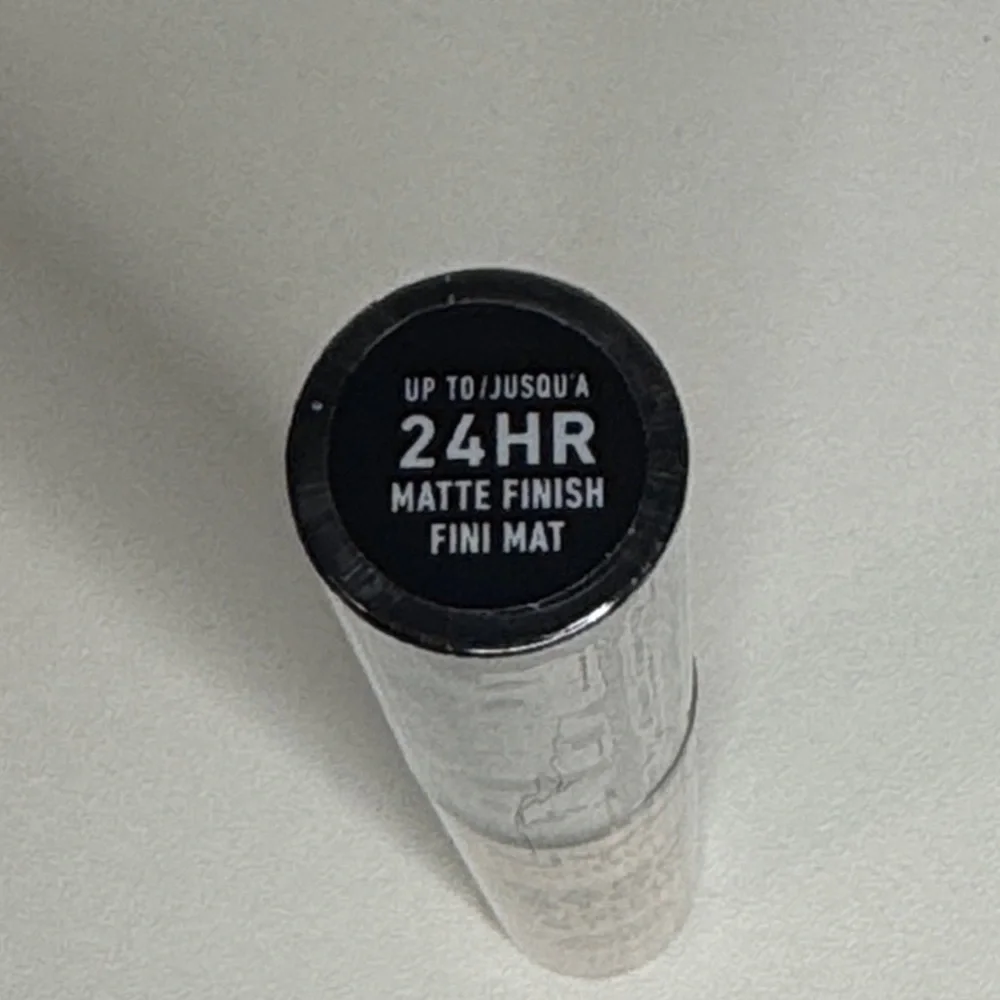 UP TO/JUSQU'A
24HR
MATTE FINISH
FINI MAT